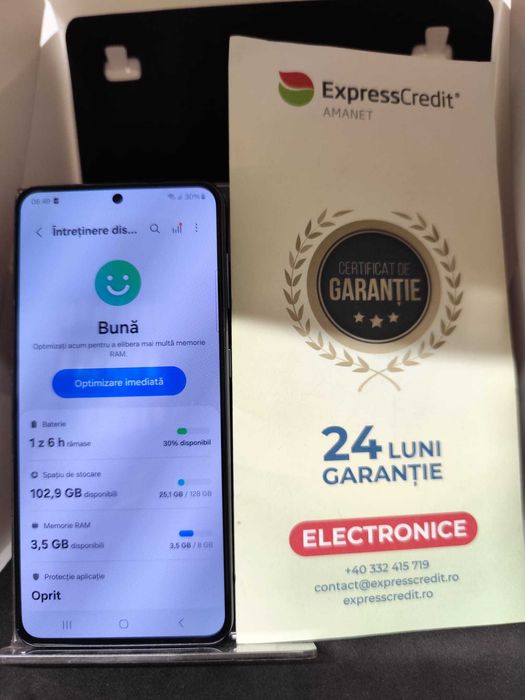 06:49
30%
Întreținere dis...
Bună
Optimizați acum pentru a elibera mai multă memorie
RAM.
Optimizare imediată
Baterie
1 z 6 h rămase
30% disponibil
Spațiu de stocare
102,9 GB disponibili
25,1 GB / 128 GB
Memorie RAM
3,5 GB disponibili
3,5 GB / 8 GB
Protecție aplicație
Oprit
ExpressCredit®
AMANET
CERTIFICAT DE
GARANȚIE
24 LUNI
GARANȚIE
ELECTRONICE
+40 332 415 719
contact@expresscredit.ro
expresscredit.ro